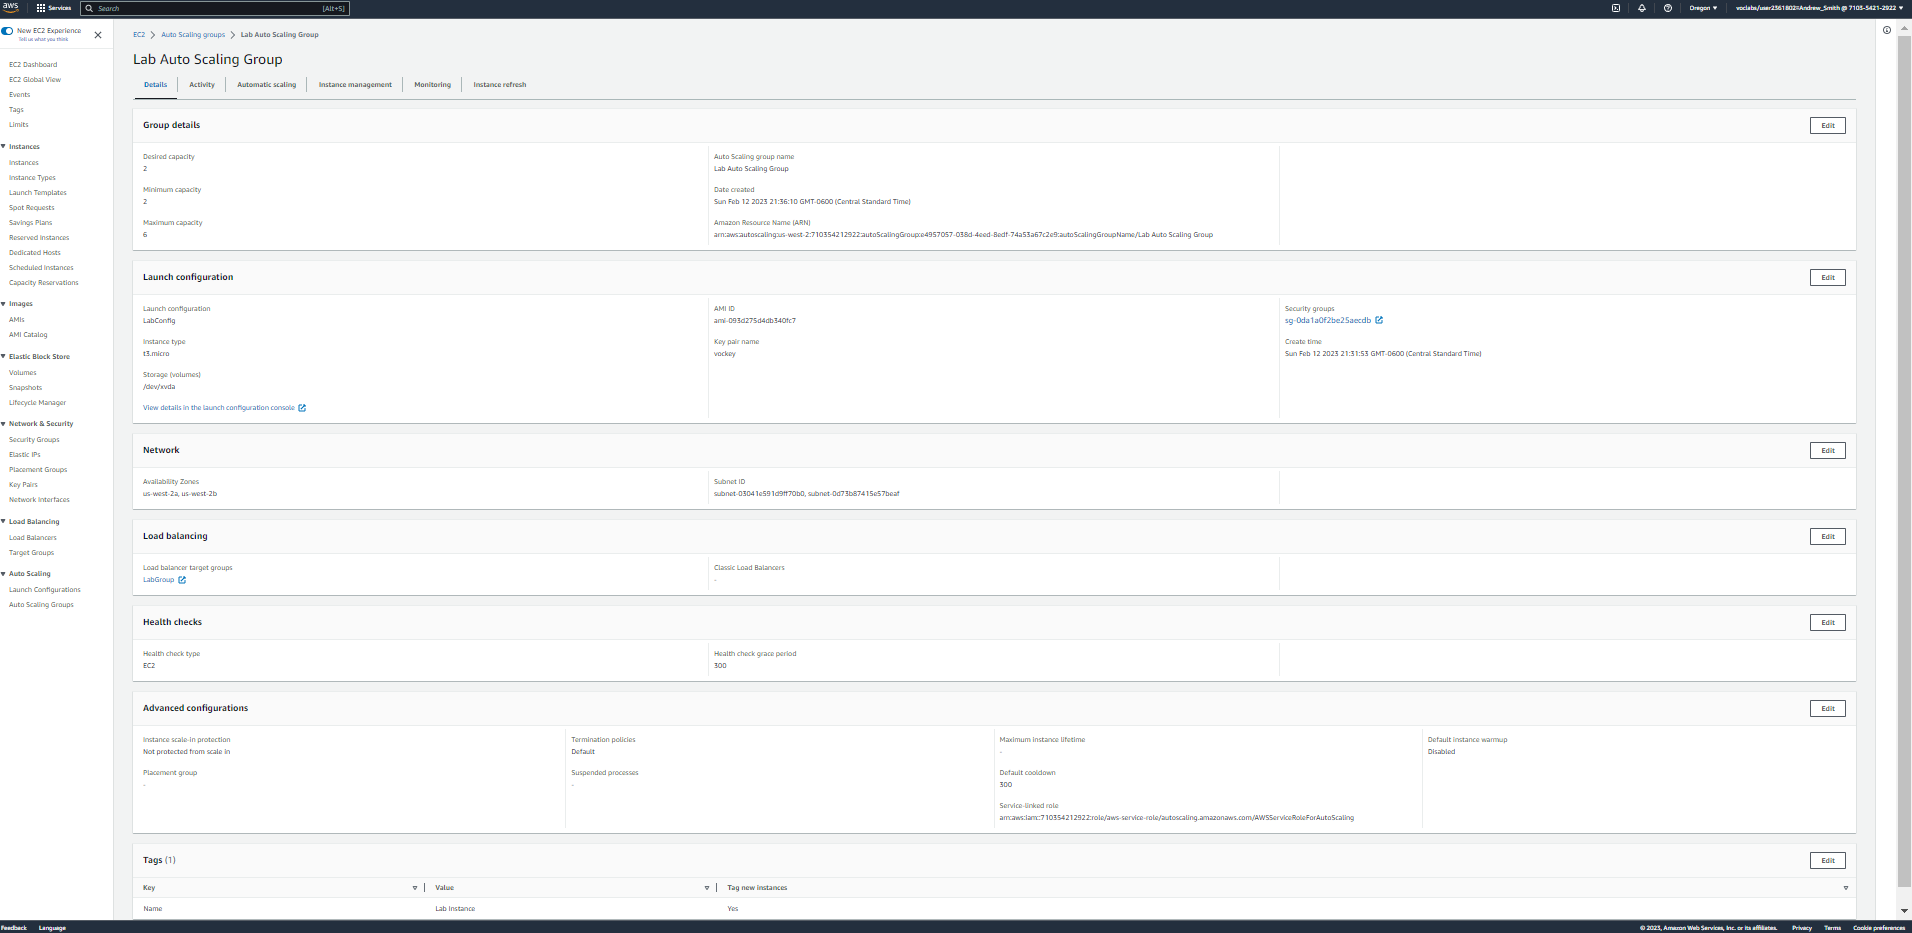 aws
Services
Search
[Alt+S]
Oregon
voclabs/user2361802=Andrew_Smith @ 7105-5421-2922
New EC2 Experience
Tell us what you think
EC2 Dashboard
EC2 Global View
Events
Tags
Limits
Instances
Instances
Instance Types
Launch Templates
Spot Requests
Savings Plans
Reserved Instances
Dedicated Hosts
Scheduled Instances
Capacity Reservations
Images
AMIs
AMI Catalog
Elastic Block Store
Volumes
Snapshots
Lifecycle Manager
Network & Security
Security Groups
Elastic IPs
Placement Groups
Key Pairs
Network Interfaces
Load Balancing
Load Balancers
Target Groups
Auto Scaling
Launch Configurations
Auto Scaling Groups
EC2 > Auto Scaling groups > Lab Auto Scaling Group
Lab Auto Scaling Group
Details
Activity
Automatic scaling
Instance management
Monitoring
Instance refresh
Group details
Edit
Desired capacity
2
Minimum capacity
2
Maximum capacity
6
Auto Scaling group name
Lab Auto Scaling Group
Date created
Sun Feb 12 2023 21:36:10 GMT-0600 (Central Standard Time)
Amazon Resource Name (ARN)
arn:aws:autoscaling:us-west-2:710354212922:autoScalingGroup:e4957057-038d-4eed-8edf-74a53a67c2e9:autoScalingGroupName/Lab Auto Scaling Group
Launch configuration
Edit
Launch configuration
LabConfig
Instance type
t3.micro
Storage (volumes)
/dev/xvda
View details in the launch configuration console
AMI ID
ami-093d275d4db340fc7
Key pair name
vockey
Security groups
sg-0da1a0f2be25aecdb
Create time
Sun Feb 12 2023 21:31:53 GMT-0600 (Central Standard Time)
Network
Edit
Availability Zones
us-west-2a, us-west-2b
Subnet ID
subnet-03041e591d9ff70b0, subnet-0d73b87415e57beaf
Load balancing
Edit
Load balancer target groups
LabGroup
Classic Load Balancers
-
Health checks
Edit
Health check type
EC2
Health check grace period
300
Advanced configurations
Edit
Instance scale-in protection
Not protected from scale in
Placement group
-
Termination policies
Default
Suspended processes
-
Maximum instance lifetime
-
Default cooldown
300
Service-linked role
arn:aws:iam::710354212922:role/aws-service-role/autoscaling.amazonaws.com/AWSServiceRoleForAutoScaling
Default instance warmup
Disabled
Tags (1)
Edit
Key
Value
Tag new instances
Name
Lab Instance
Yes
Feedback
Language
© 2023, Amazon Web Services, Inc. or its affiliates.
Privacy
Terms
Cookie preferences